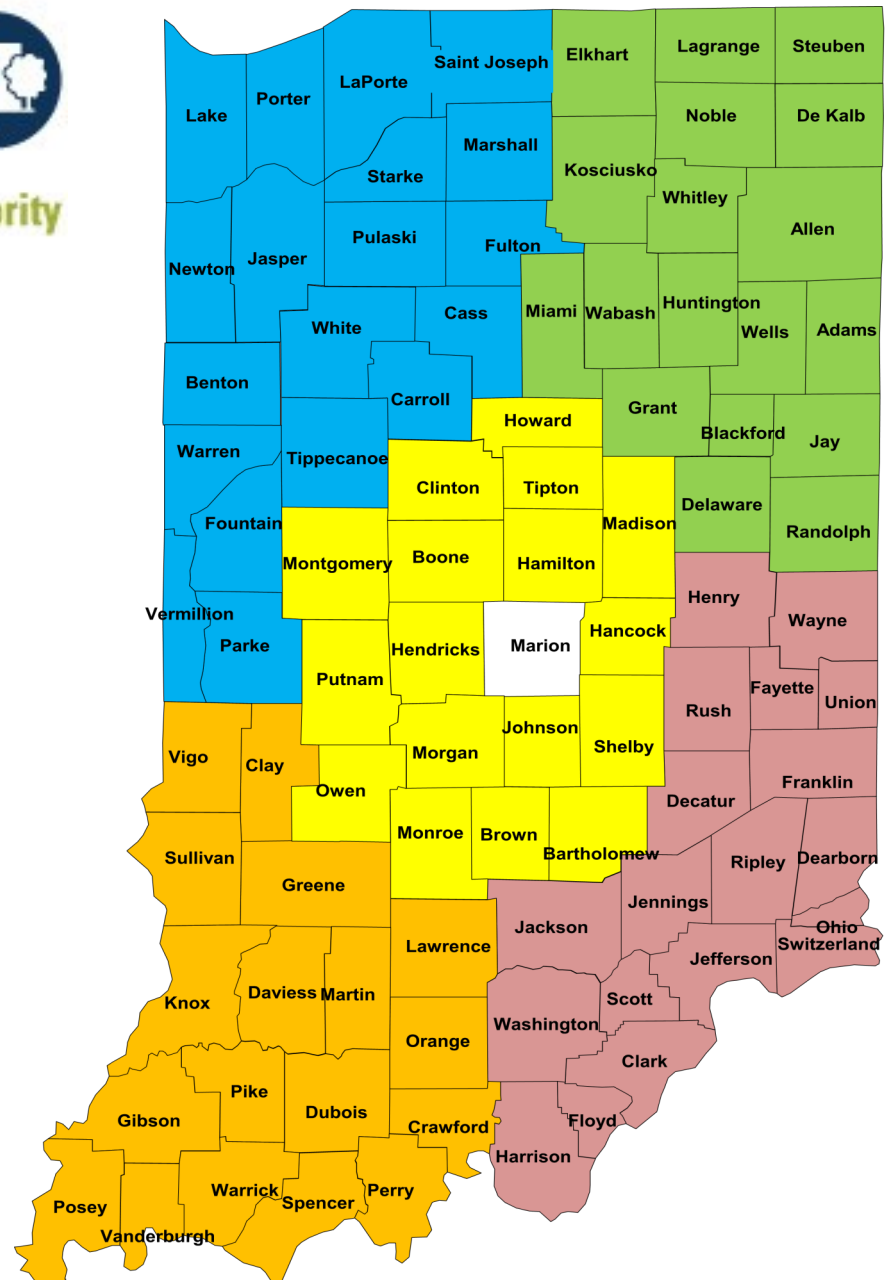 Elkhart
Lagrange
Steuben
Saint Joseph
LaPorte
Porter
Lake
Noble
De Kalb
Marshall
Kosciusko
Starke
Whitley
Allen
Pulaski
Fulton
Jasper
Newton
White
Cass
Miami
Wabash
Huntington
Wells
Adams
Benton
Carroll
Grant
Howard
Blackford
Jay
Warren
Tippecanoe
Clinton
Tipton
Madison
Delaware
Randolph
Fountain
Montgomery
Boone
Hamilton
Henry
Wayne
Vermillion
Parke
Hendricks
Marion
Hancock
Putnam
Rush
Fayette
Union
Johnson
Morgan
Shelby
Vigo
Clay
Owen
Franklin
Decatur
Monroe
Brown
Bartholomew
Ripley
Dearborn
Sullivan
Greene
Jennings
Jackson
Ohio
Switzerland
Lawrence
Jefferson
Knox
Daviess
Martin
Scott
Washington
Orange
Clark
Pike
Dubois
Gibson
Crawford
Floyd
Harrison
Warrick
Spencer
Perry
Posey
Vanderburgh